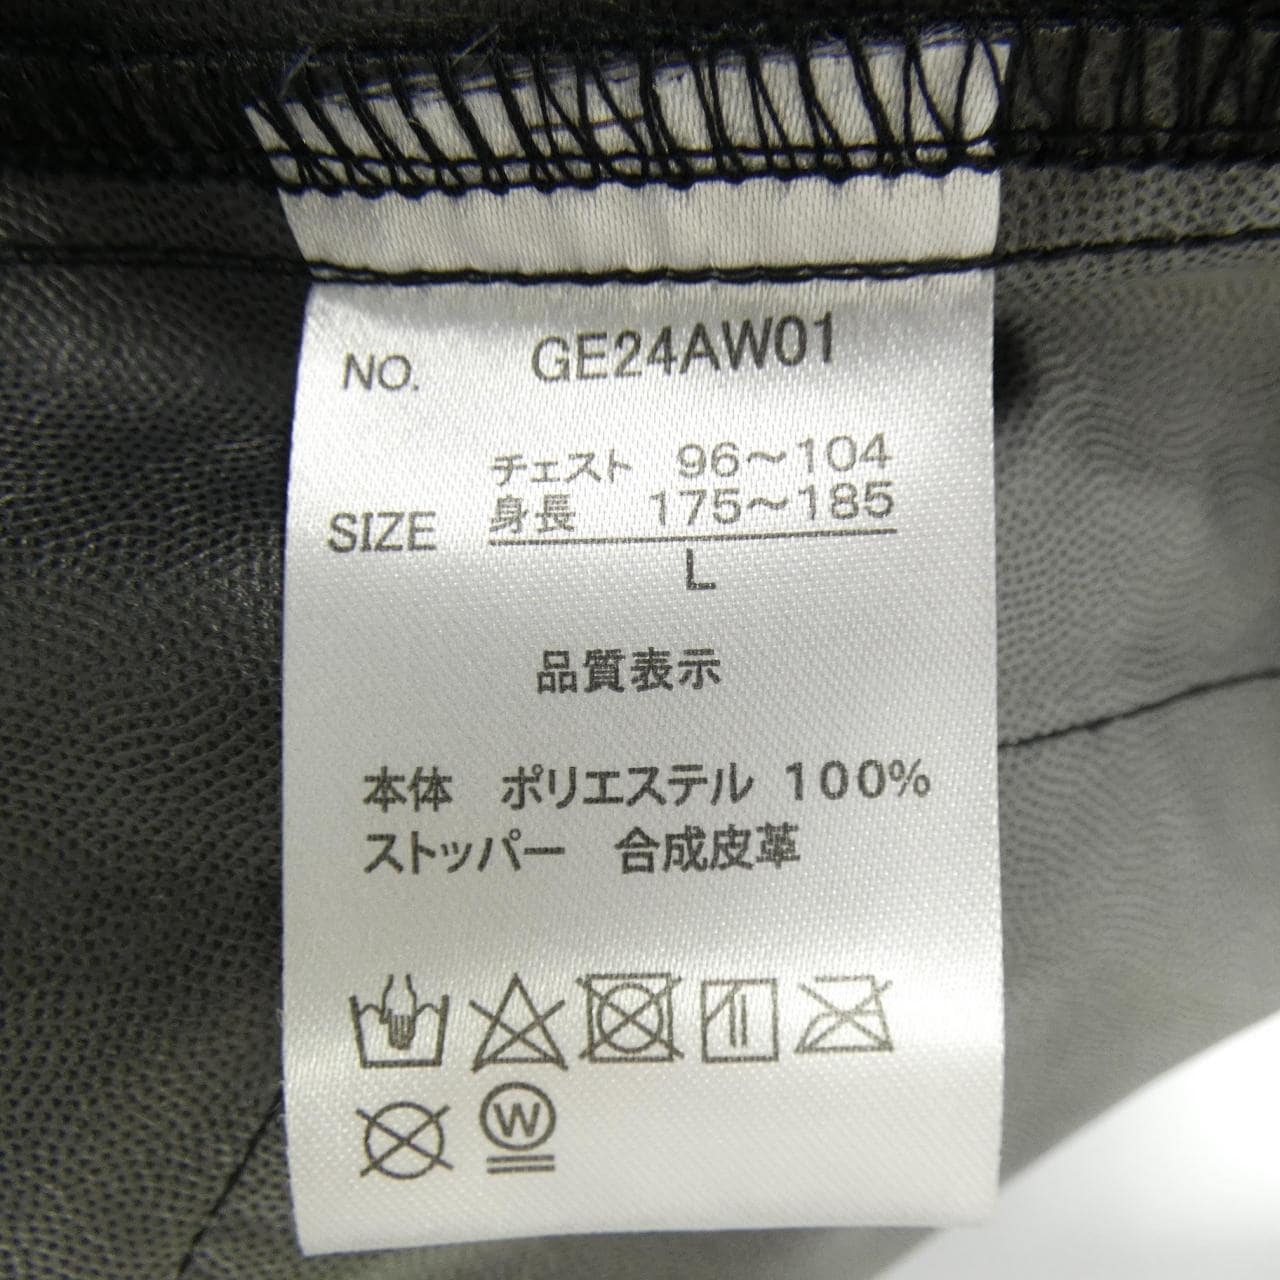 NO. GE24AW01
チェスト 96～104
身長 175～185
SIZE
L
品質表示
本体 ポリエステル 100%
ストッパー 合成皮革
W